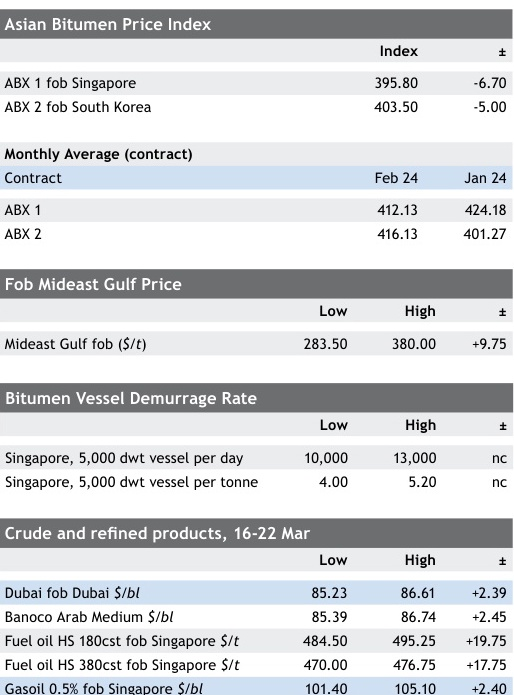 Asian Bitumen Price Index
Index ±
ABX 1 fob Singapore 395.80 -6.70
ABX 2 fob South Korea 403.50 -5.00
Monthly Average (contract)
Contract Feb 24 Jan 24
ABX 1 412.13 424.18
ABX 2 416.13 401.27
Fob Mideast Gulf Price
Low High ±
Mideast Gulf fob ($/t) 283.50 380.00 +9.75
Bitumen Vessel Demurrage Rate
Low High ±
Singapore, 5,000 dwt vessel per day 10,000 13,000 nc
Singapore, 5,000 dwt vessel per tonne 4.00 5.20 nc
Crude and refined products, 16-22 Mar
Low High ±
Dubai fob Dubai $/bl 85.23 86.61 +2.39
Banoco Arab Medium $/bl 85.39 86.74 +2.45
Fuel oil HS 180cst fob Singapore $/t 484.50 495.25 +19.75
Fuel oil HS 380cst fob Singapore $/t 470.00 476.75 +17.75
Gasoil 0.5% fob Singapore $/bl 101.40 105.10 +2.40